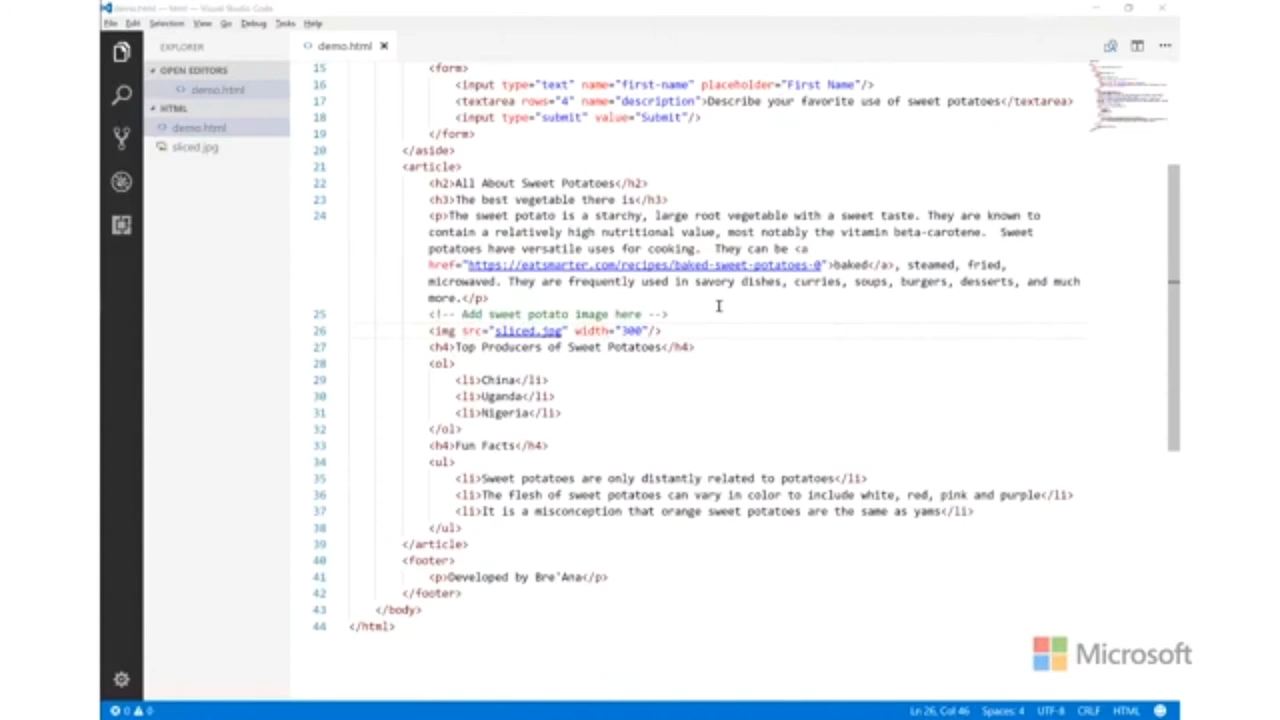 demo.html — html — Visual Studio Code
File Edit Selection View Go Debug Tasks Help
EXPLORER
OPEN EDITORS
demo.html
HTML
demo.html
sliced.jpg
demo.html
15 <form>
16 <input type="text" name="first-name" placeholder="First Name"/>
17 <textarea rows="4" name="description">Describe your favorite use of sweet potatoes</textarea>
18 <input type="submit" value="Submit"/>
19 </form>
20 </aside>
21 <article>
22 <h2>All About Sweet Potatoes</h2>
23 <h3>The best vegetable there is</h3>
24 <p>The sweet potato is a starchy, large root vegetable with a sweet taste. They are known to
contain a relatively high nutritional value, most notably the vitamin beta-carotene.  Sweet
potatoes have versatile uses for cooking.  They can be <a
href="https://eatsmarter.com/recipes/baked-sweet-potatoes-0">baked</a>, steamed, fried,
microwaved. They are frequently used in savory dishes, curries, soups, burgers, desserts, and much
more.</p>
25 <!-- Add sweet potato image here -->
26 <img src="sliced.jpg" width="300"/>
27 <h4>Top Producers of Sweet Potatoes</h4>
28 <ol>
29 <li>China</li>
30 <li>Uganda</li>
31 <li>Nigeria</li>
32 </ol>
33 <h4>Fun Facts</h4>
34 <ul>
35 <li>Sweet potatoes are only distantly related to potatoes</li>
36 <li>The flesh of sweet potatoes can vary in color to include white, red, pink and purple</li>
37 <li>It is a misconception that orange sweet potatoes are the same as yams</li>
38 </ul>
39 </article>
40 <footer>
41 <p>Developed by Bre'Ana</p>
42 </footer>
43 </body>
44 </html>
Microsoft
0 0 Ln 26, Col 46 Spaces: 4 UTF-8 CRLF HTML